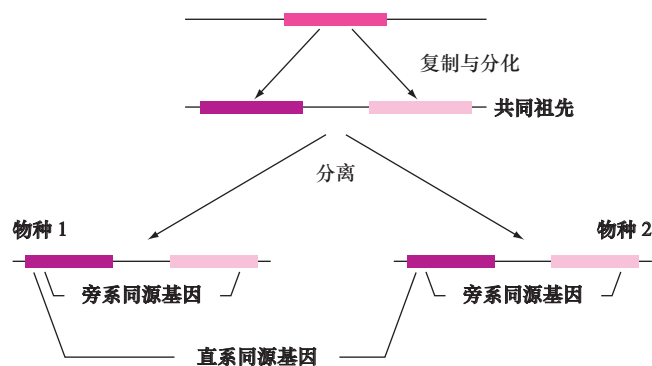 复制与分化
共同祖先
分离
物种 1
物种 2
旁系同源基因
旁系同源基因
直系同源基因